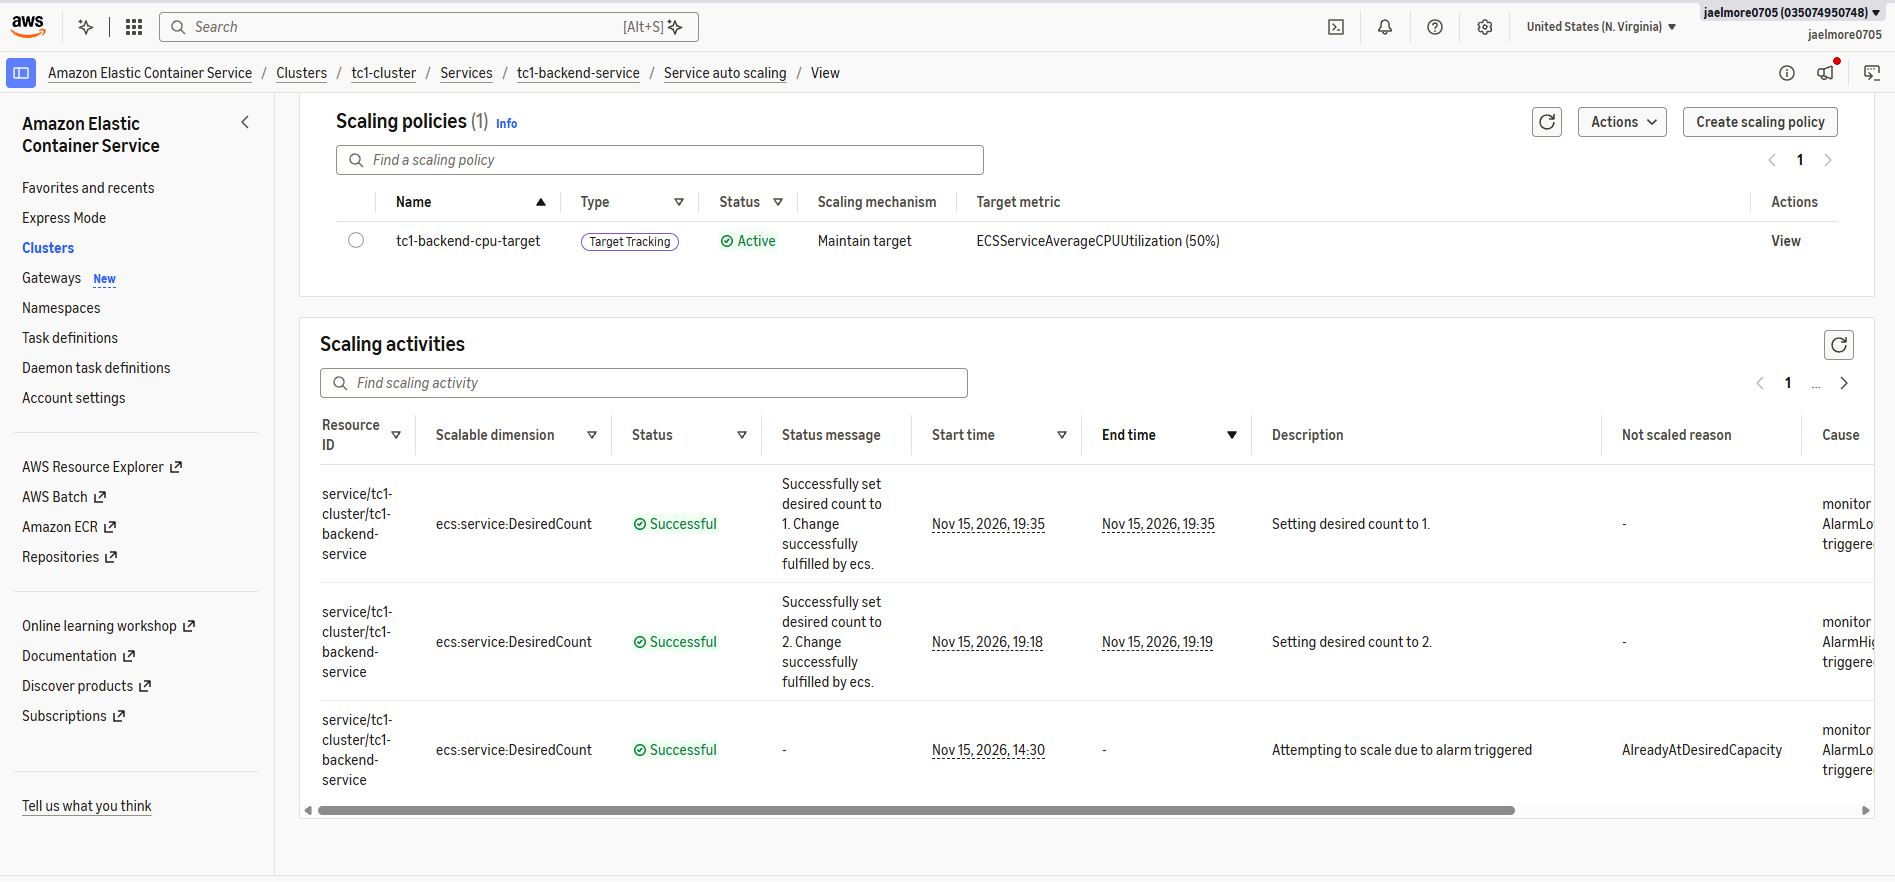 aws
Search [Alt+S]
United States (N. Virginia)
jaelmore0705 (035074950748)
jaelmore0705
Amazon Elastic Container Service / Clusters / tc1-cluster / Services / tc1-backend-service / Service auto scaling / View
Amazon Elastic
Container Service
Favorites and recents
Express Mode
Clusters
Gateways New
Namespaces
Task definitions
Daemon task definitions
Account settings
AWS Resource Explorer
AWS Batch
Amazon ECR
Repositories
Online learning workshop
Documentation
Discover products
Subscriptions
Tell us what you think
Scaling policies (1) Info
Actions
Create scaling policy
Find a scaling policy
1
Name Type Status Scaling mechanism Target metric Actions
tc1-backend-cpu-target Target Tracking Active Maintain target ECSServiceAverageCPUUtilization (50%) View
Scaling activities
Find scaling activity
1 ...
Resource
ID
Scalable dimension Status Status message Start time End time Description Not scaled reason Cause
service/tc1-
cluster/tc1-
backend-
service
ecs:service:DesiredCount
Successful
Successfully set
desired count to
1. Change
successfully
fulfilled by ecs.
Nov 15, 2026, 19:35
Nov 15, 2026, 19:35
Setting desired count to 1.
-
monitor
AlarmLo
triggere
service/tc1-
cluster/tc1-
backend-
service
ecs:service:DesiredCount
Successful
Successfully set
desired count to
2. Change
successfully
fulfilled by ecs.
Nov 15, 2026, 19:18
Nov 15, 2026, 19:19
Setting desired count to 2.
-
monitor
AlarmHig
triggere
service/tc1-
cluster/tc1-
backend-
service
ecs:service:DesiredCount
Successful
-
Nov 15, 2026, 14:30
-
Attempting to scale due to alarm triggered
AlreadyAtDesiredCapacity
monitor
AlarmLo
triggere